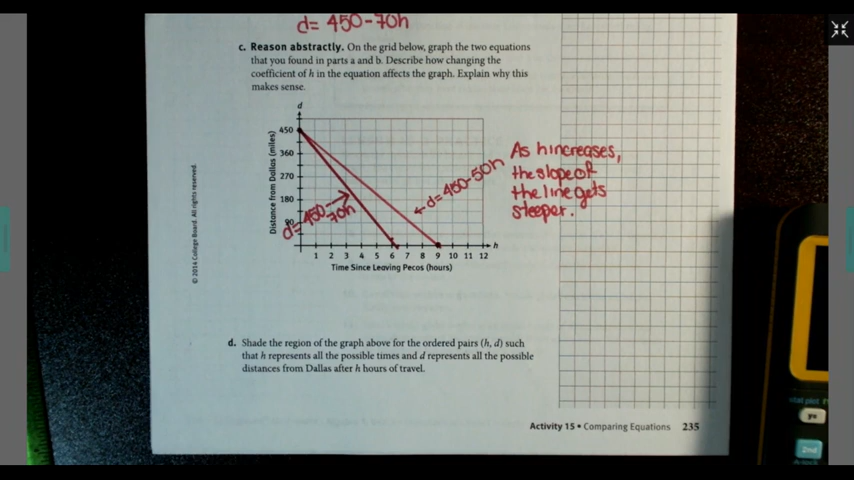 d= 450-70h
c. Reason abstractly. On the grid below, graph the two equations
that you found in parts a and b. Describe how changing the
coefficient of h in the equation affects the graph. Explain why this
makes sense.
d
450
360
270
180
90
Distance from Dallas (miles)
1 2 3 4 5 6 7 8 9 10 11 12
h
Time Since Leaving Pecos (hours)
d=450-
70h
d=450-50h
As h increases,
the slope of
the line gets
steeper.
© 2014 College Board. All rights reserved.
d. Shade the region of the graph above for the ordered pairs (h, d) such
that h represents all the possible times and d represents all the possible
distances from Dallas after h hours of travel.
Activity 15 • Comparing Equations 235
stat plot
y=
2nd